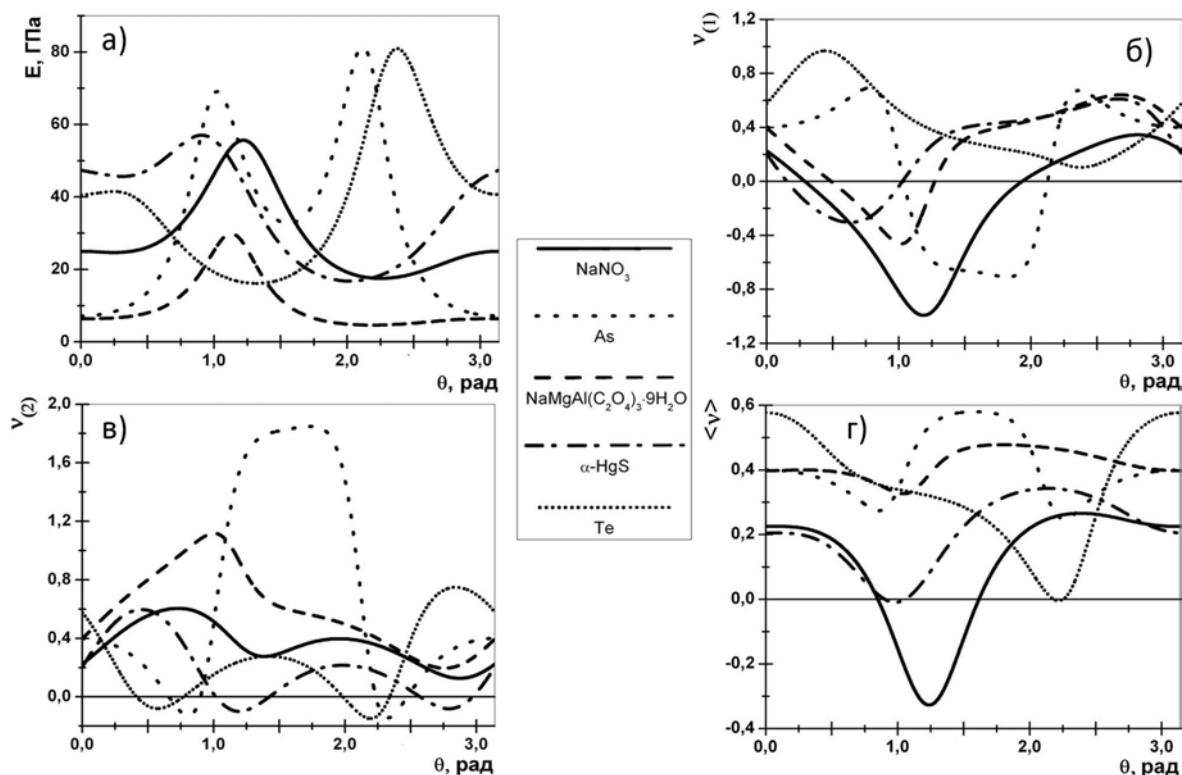 а)
E, ГПа
80
60
40
20
0
0,0
1,0
2,0
3,0
θ, рад
б)
ν(1)
1,2
0,8
0,4
0,0
-0,4
-0,8
-1,2
0,0
1,0
2,0
3,0
θ, рад
NaNO₃
As
NaMgAl(C₂O₄)₃·9H₂O
α-HgS
Te
в)
ν(2)
2,0
1,6
1,2
0,8
0,4
0,0
0,0
1,0
2,0
3,0
θ, рад
г)
<ν>
0,6
0,4
0,2
0,0
-0,2
-0,4
0,0
1,0
2,0
3,0
θ, рад